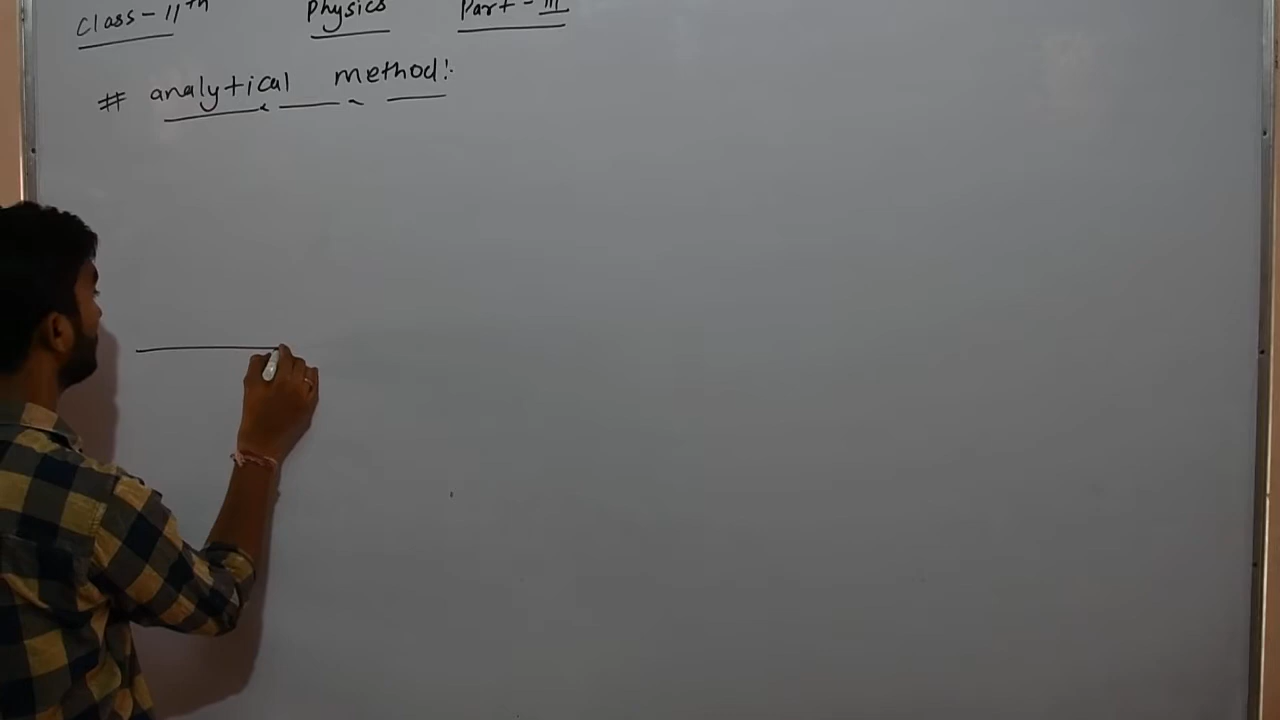 Class - 11th Physics Part - III
# analytical method :